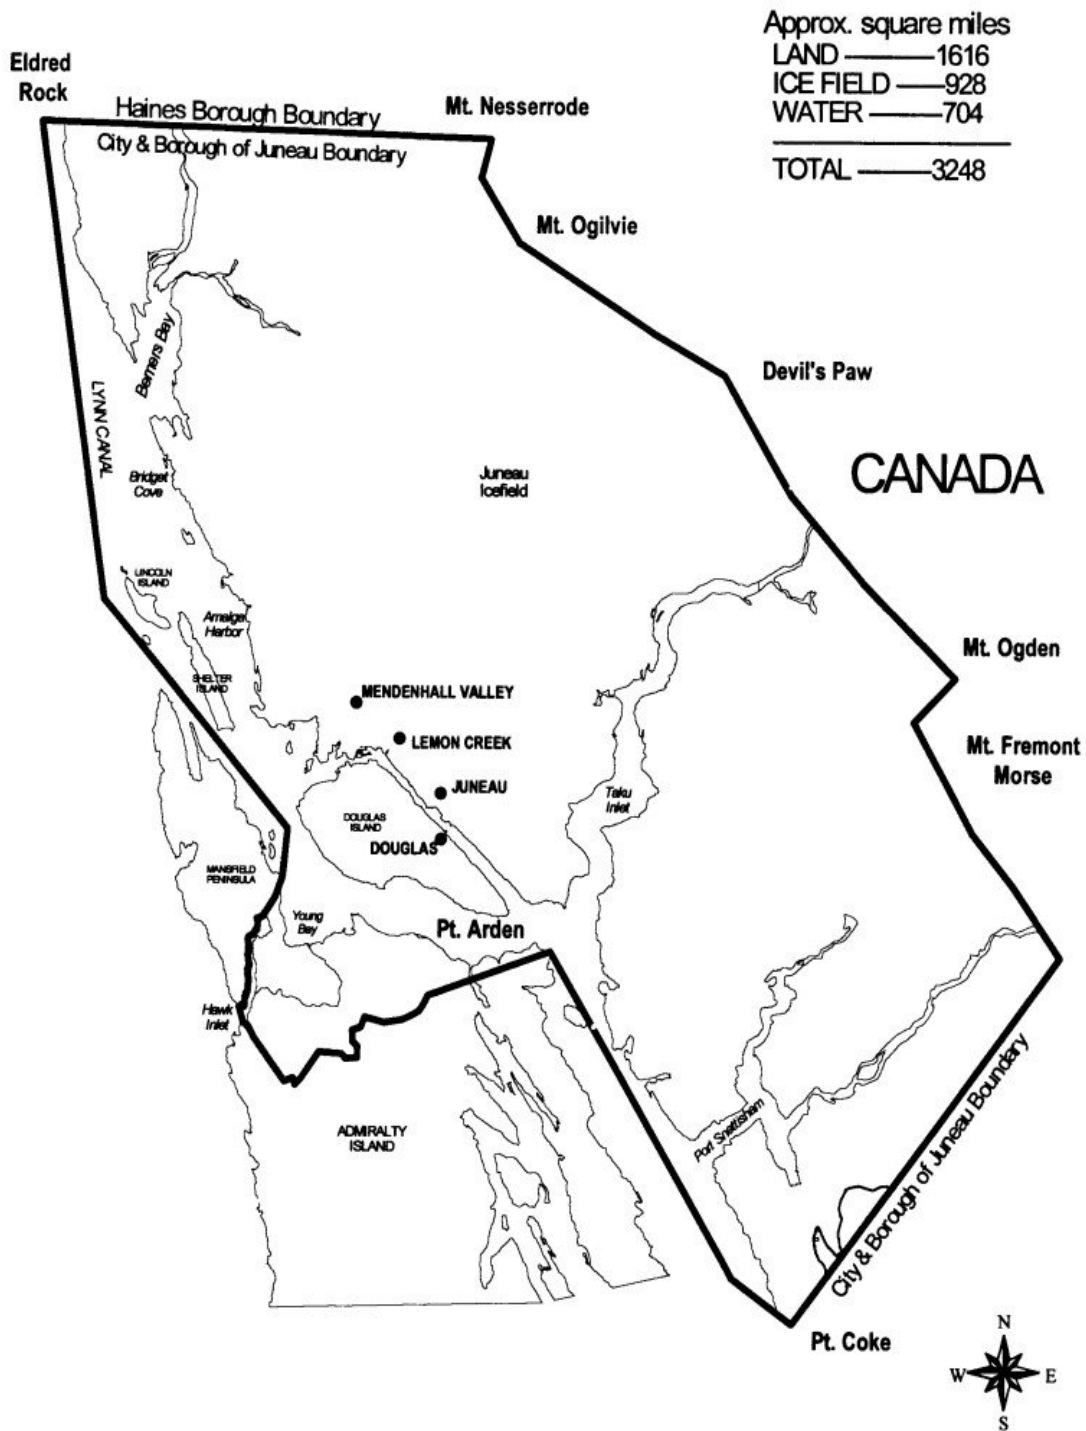 Approx. square miles
LAND 1616
ICE FIELD 928
WATER 704
TOTAL 3248
Eldred
Rock
Haines Borough Boundary
Mt. Nesserrode
City & Borough of Juneau Boundary
Mt. Ogilvie
Berners Bay
Devil's Paw
LYNN CANAL
CANADA
Bridget
Cove
Juneau
Icefield
LINCOLN
ISLAND
Amalga
Harbor
Mt. Ogden
SHELTER
ISLAND
MENDENHALL VALLEY
LEMON CREEK
Mt. Fremont
Morse
JUNEAU
Taku
Inlet
DOUGLAS
ISLAND
DOUGLAS
MANSFIELD
PENINSULA
Young
Bay
Pt. Arden
Hawk
Inlet
ADMIRALTY
ISLAND
Port Snettisham
City & Borough of Juneau Boundary
Pt. Coke
N
W E
S